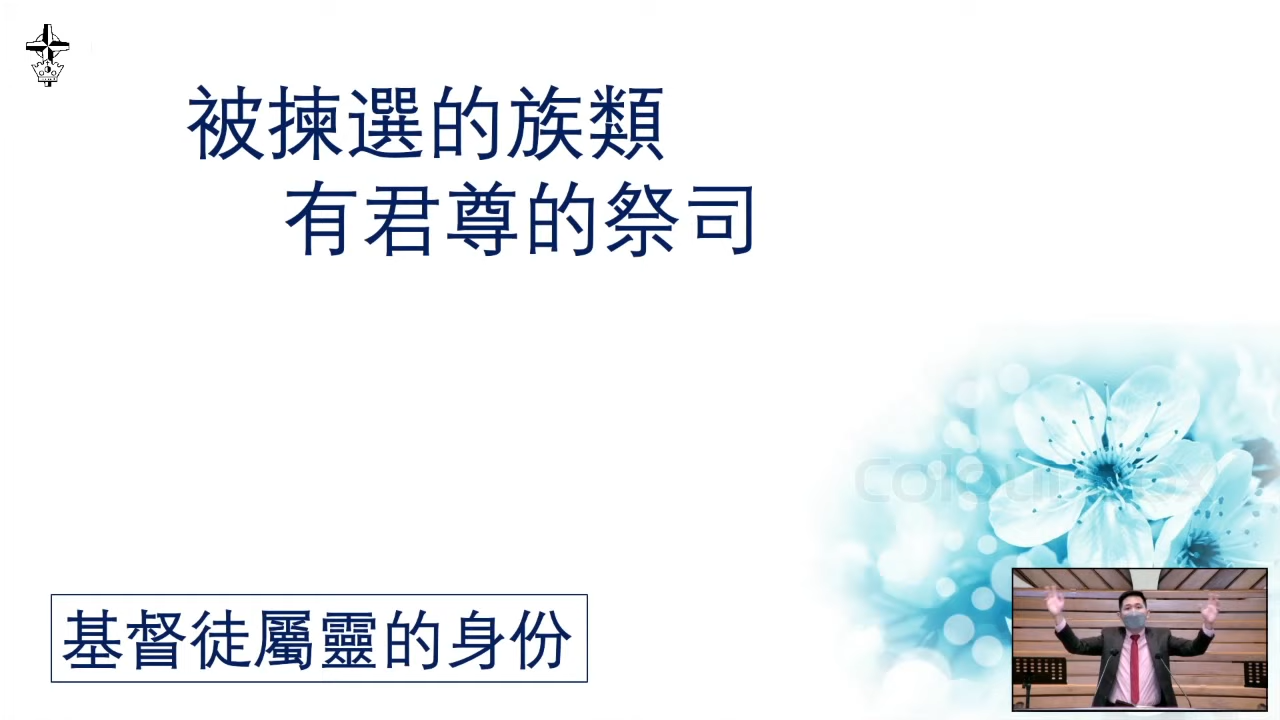 被揀選的族類
有君尊的祭司
基督徒屬靈的身份